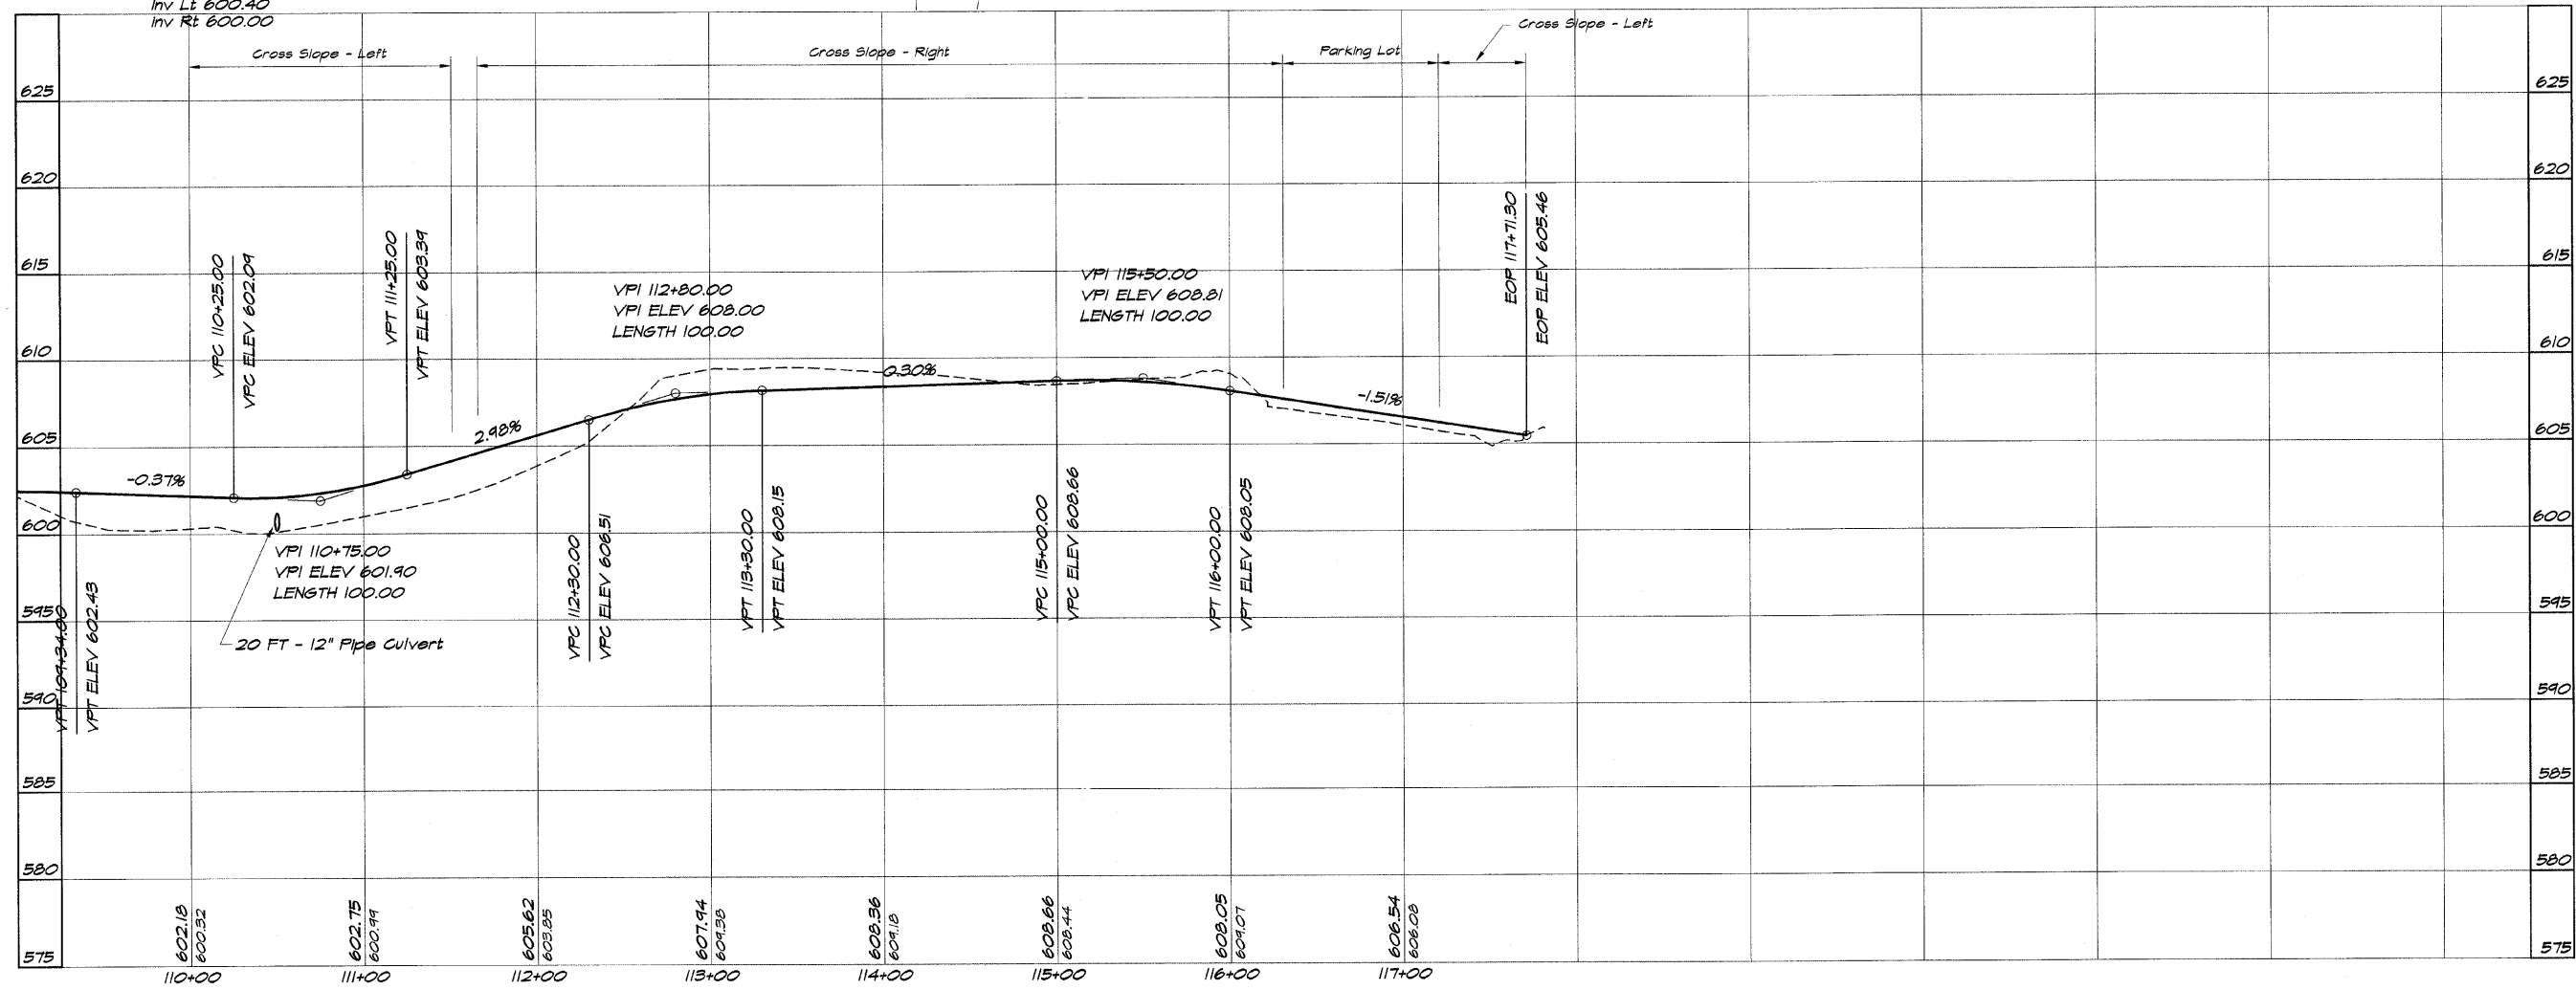 Inv Lt 600.40
Inv Rt 600.00
Cross Slope - Left
Cross Slope - Right
Parking Lot
Cross Slope - Left
625
625
620
620
615
615
610
610
605
605
600
600
595
595
590
590
585
585
580
580
575
575
VPT 109+34.00
VPT ELEV 602.43
-0.37%
VPC 110+25.00
VPC ELEV 602.09
VPI 110+75.00
VPI ELEV 601.90
LENGTH 100.00
20 FT - 12" Pipe Culvert
VPT 111+25.00
VPT ELEV 603.39
2.98%
VPC 112+30.00
VPC ELEV 606.51
VPI 112+80.00
VPI ELEV 608.00
LENGTH 100.00
VPT 113+30.00
VPT ELEV 608.15
0.30%
VPC 115+00.00
VPC ELEV 608.66
VPI 115+50.00
VPI ELEV 608.81
LENGTH 100.00
VPT 116+00.00
VPT ELEV 608.05
-1.51%
EOP 117+71.30
EOP ELEV 605.46
602.18
600.32
602.75
600.99
605.62
603.85
607.94
609.38
608.36
609.18
608.66
608.44
608.05
609.07
606.54
606.08
110+00
111+00
112+00
113+00
114+00
115+00
116+00
117+00